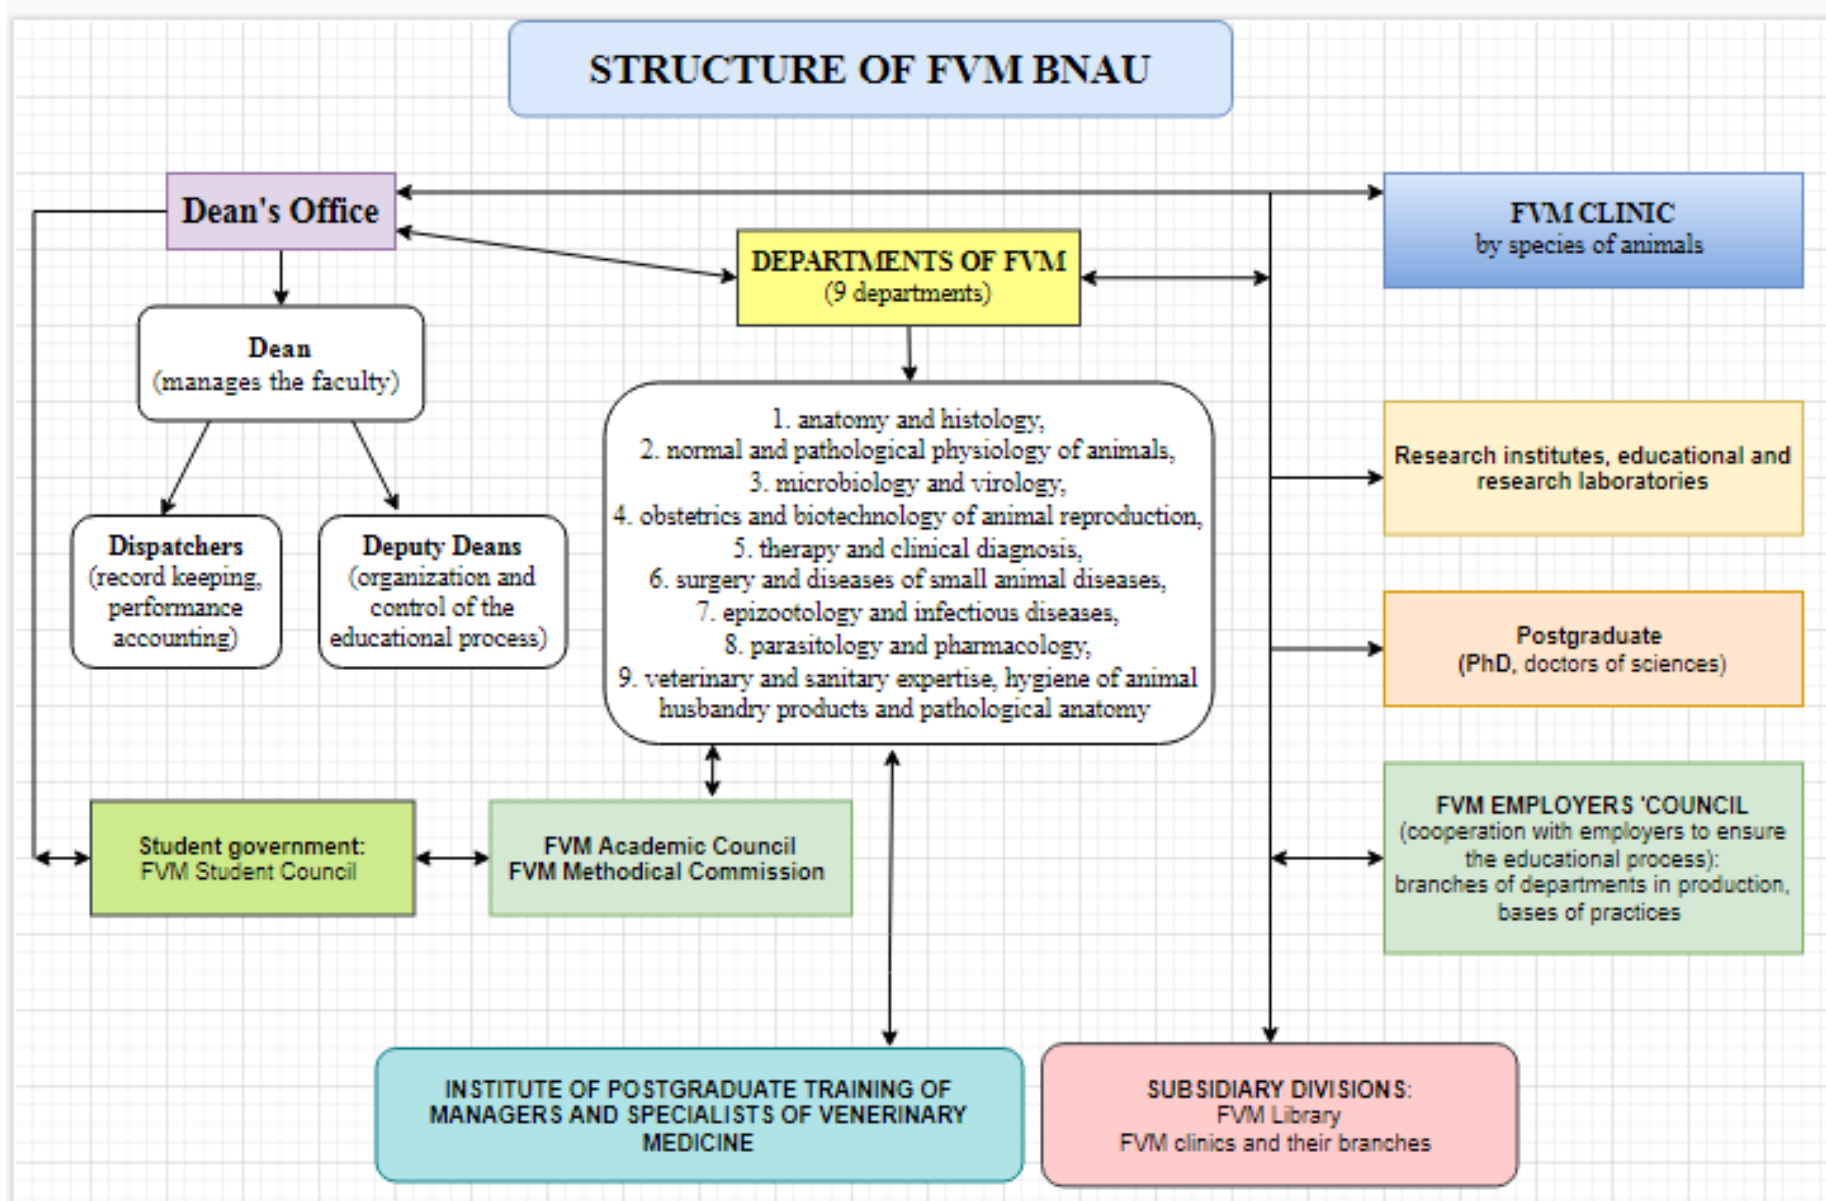 STRUCTURE OF FVM BNAU
Dean's Office
FVM CLINIC
by species of animals
DEPARTMENTS OF FVM
(9 departments)
Dean
(manages the faculty)
1. anatomy and histology,
2. normal and pathological physiology of animals,
3. microbiology and virology,
4. obstetrics and biotechnology of animal reproduction,
5. therapy and clinical diagnosis,
6. surgery and diseases of small animal diseases,
7. epizootology and infectious diseases,
8. parasitology and pharmacology,
9. veterinary and sanitary expertise, hygiene of animal
husbandry products and pathological anatomy
Research institutes, educational and
research laboratories
Dispatchers
(record keeping,
performance
accounting)
Deputy Deans
(organization and
control of the
educational process)
Postgraduate
(PhD, doctors of sciences)
Student government:
FVM Student Council
FVM Academic Council
FVM Methodical Commission
FVM EMPLOYERS 'COUNCIL
(cooperation with employers to ensure
the educational process):
branches of departments in production,
bases of practices
INSTITUTE OF POSTGRADUATE TRAINING OF
MANAGERS AND SPECIALISTS OF VENERINARY
MEDICINE
SUBSIDIARY DIVISIONS:
FVM Library
FVM clinics and their branches